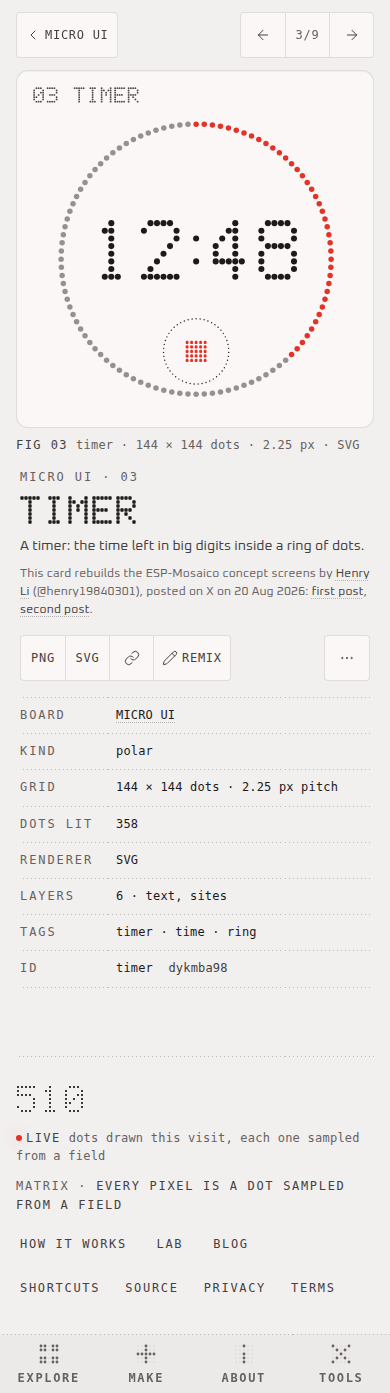 MICRO UI
3/9
03 TIMER
12:48
FIG 03 timer · 144 × 144 dots · 2.25 px · SVG
MICRO UI · 03
TIMER
A timer: the time left in big digits inside a ring of dots.
This card rebuilds the ESP-Mosaico concept screens by Henry
Li (@henry19840301), posted on X on 20 Aug 2026: first post,
second post.
PNG SVG REMIX ...
BOARD MICRO UI
KIND polar
GRID 144 × 144 dots · 2.25 px pitch
DOTS LIT 358
RENDERER SVG
LAYERS 6 · text, sites
TAGS timer · time · ring
ID timer dykmba98
510
LIVE dots drawn this visit, each one sampled
from a field
MATRIX · EVERY PIXEL IS A DOT SAMPLED
FROM A FIELD
HOW IT WORKS LAB BLOG
SHORTCUTS SOURCE PRIVACY TERMS
EXPLORE MAKE ABOUT TOOLS